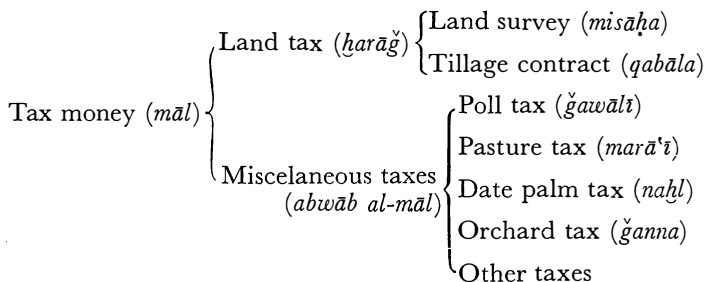 Land tax (ḫarāǧ)
Land survey (misāḥa)
Tillage contract (qabāla)
Tax money (māl)
Miscelaneous taxes
(abwāb al-māl)
Poll tax (ǧawālī)
Pasture tax (marāʿī)
Date palm tax (naḫl)
Orchard tax (ǧanna)
Other taxes